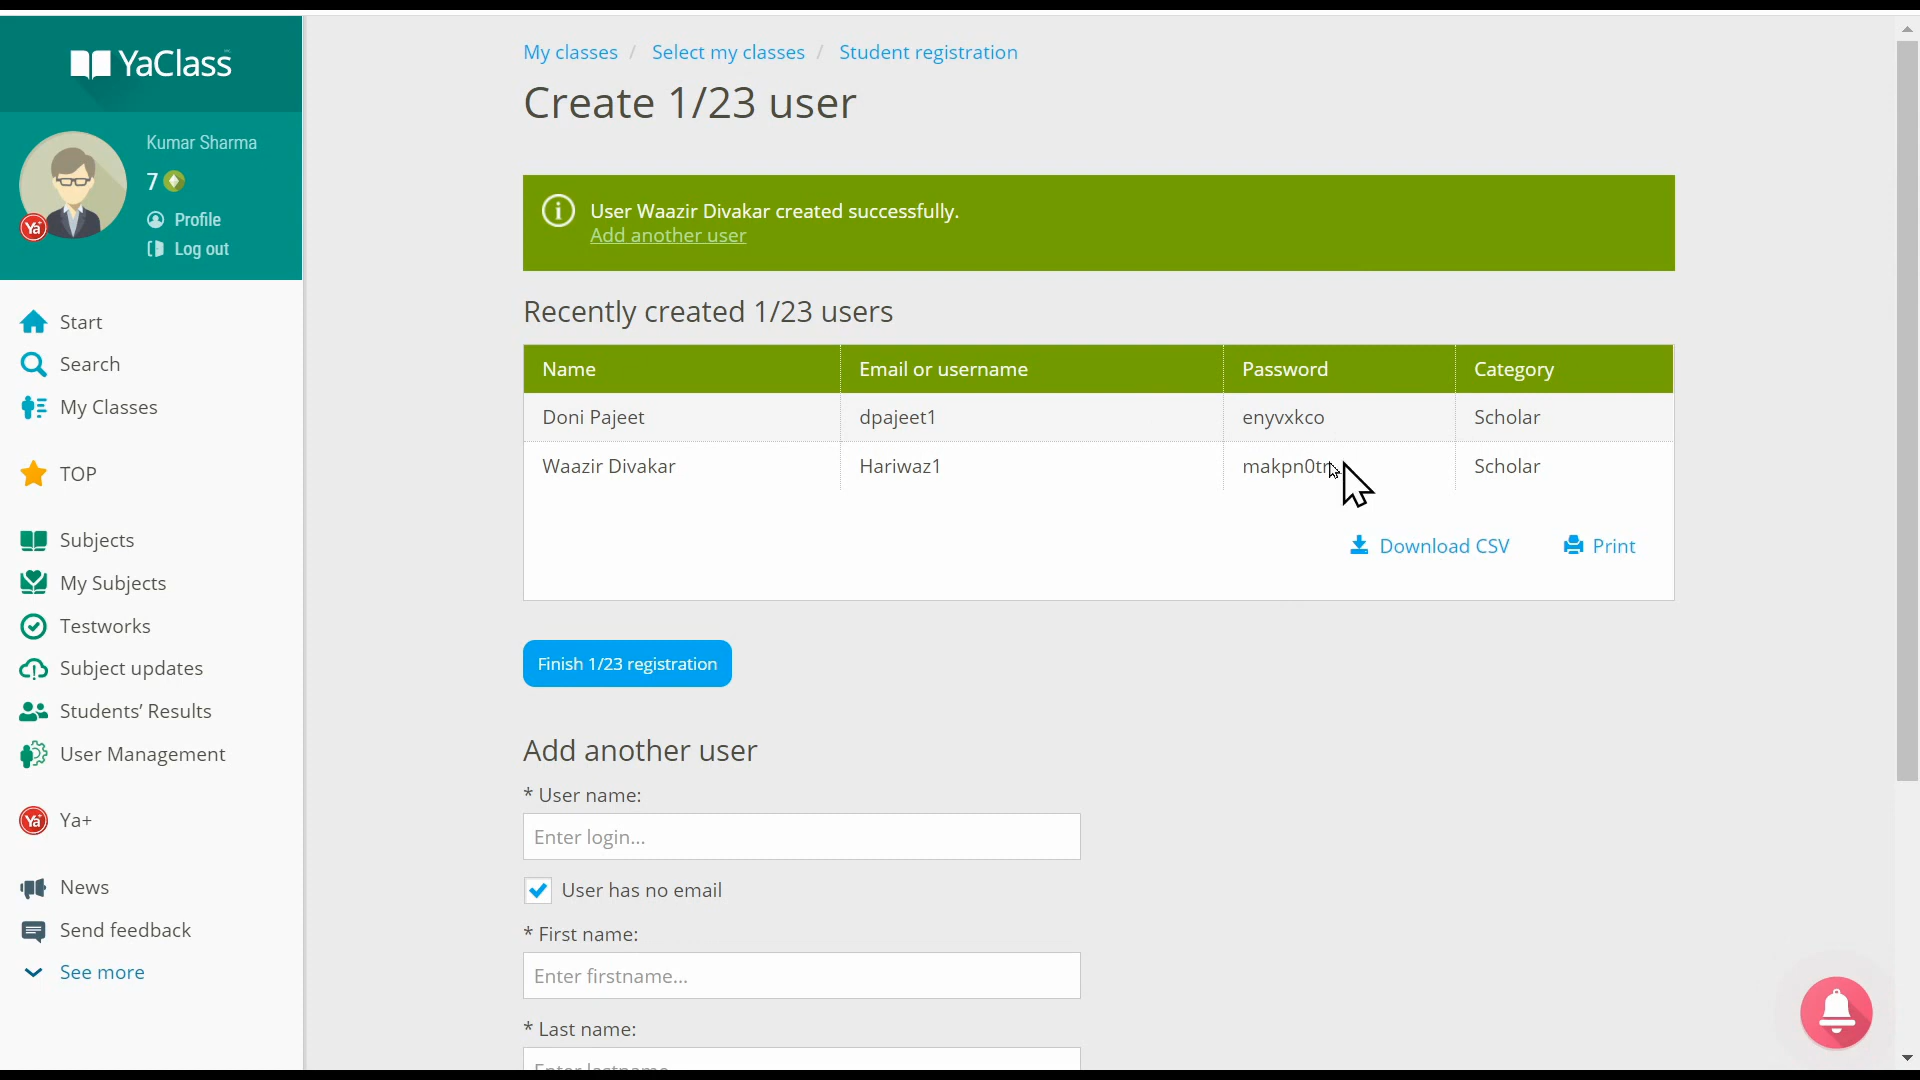 YaClass
Kumar Sharma
7
Ya+
Profile
Log out
Start
Search
My Classes
TOP
Subjects
My Subjects
Testworks
Subject updates
Students' Results
User Management
Ya+
Ya+
News
Send feedback
See more
My classes / Select my classes / Student registration
Create 1/23 user
User Waazir Divakar created successfully.
Add another user
Recently created 1/23 users
Name Email or username Password Category
Doni Pajeet dpajeet1 enyvxkco Scholar
Waazir Divakar Hariwaz1 Scholar
Download CSV Print
Finish 1/23 registration
Add another user
* User name:
Enter login...
User has no email
* First name:
Enter firstname...
* Last name:
Enter lastname...